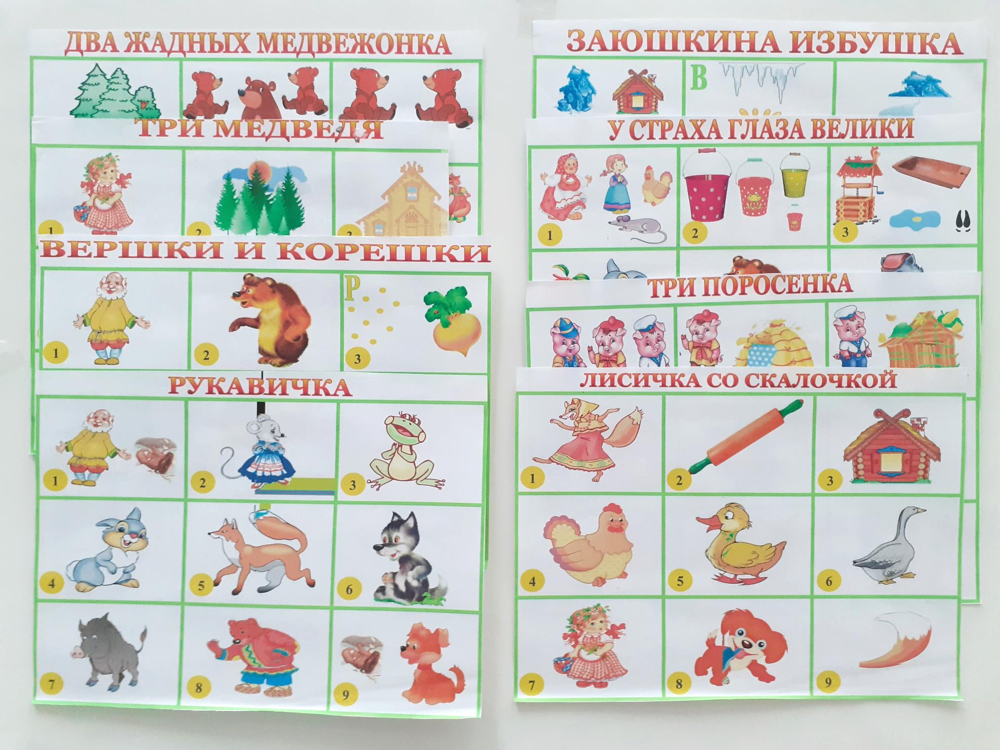 ДВА ЖАДНЫХ МЕДВЕЖОНКА
ТРИ МЕДВЕДЯ
1
2
3
ВЕРШКИ И КОРЕШКИ
Р
1
2
3
РУКАВИЧКА
1
2
3
4
5
6
7
8
9
ЗАЮШКИНА ИЗБУШКА
В
У СТРАХА ГЛАЗА ВЕЛИКИ
1
2
3
ТРИ ПОРОСЕНКА
ЛИСИЧКА СО СКАЛОЧКОЙ
1
2
3
4
5
6
7
8
9